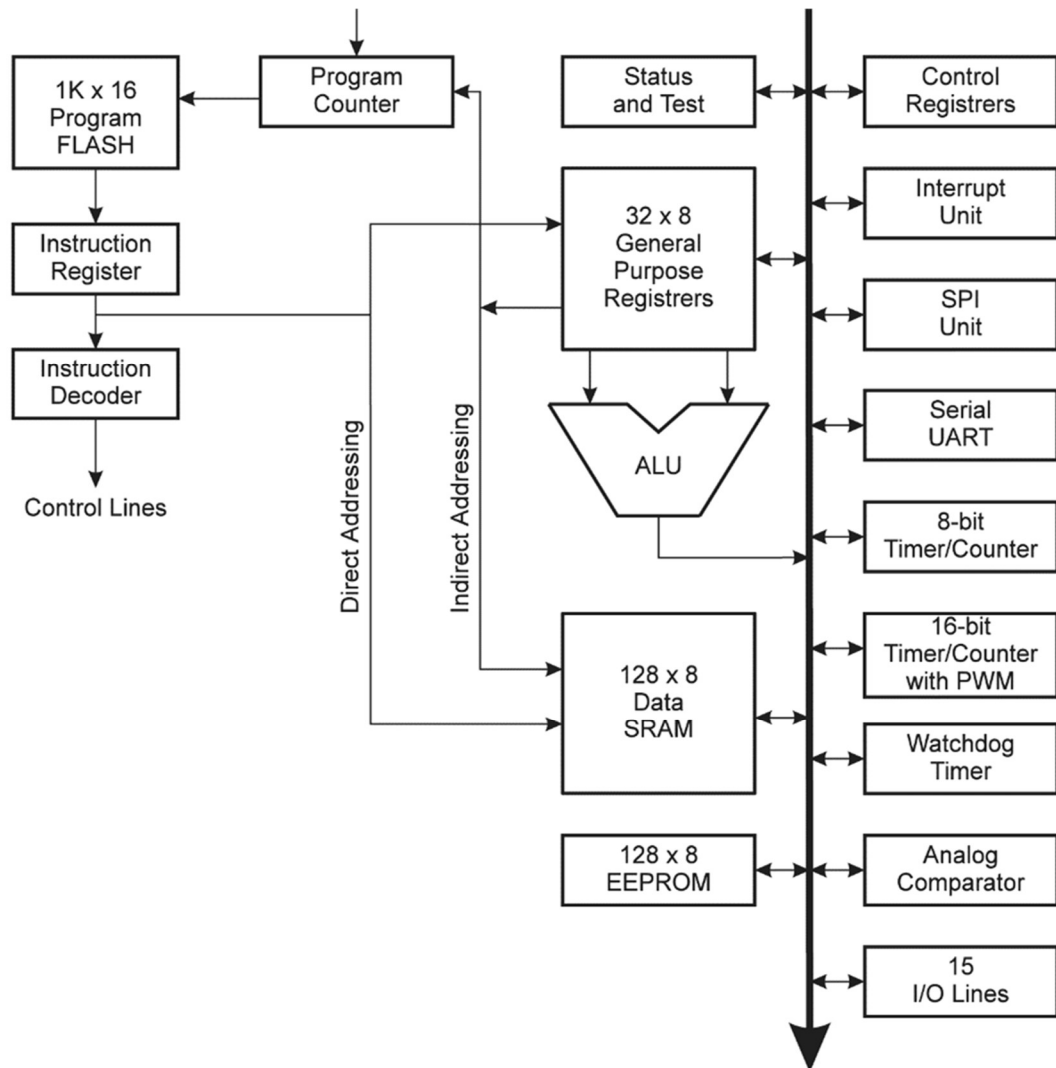 1K x 16
Program
FLASH
Program
Counter
Status
and Test
Control
Registrers
Instruction
Register
32 x 8
General
Purpose
Registrers
Interrupt
Unit
Instruction
Decoder
SPI
Unit
Control Lines
Direct Addressing
Indirect Addressing
ALU
Serial
UART
8-bit
Timer/Counter
128 x 8
Data
SRAM
16-bit
Timer/Counter
with PWM
Watchdog
Timer
128 x 8
EEPROM
Analog
Comparator
15
I/O Lines